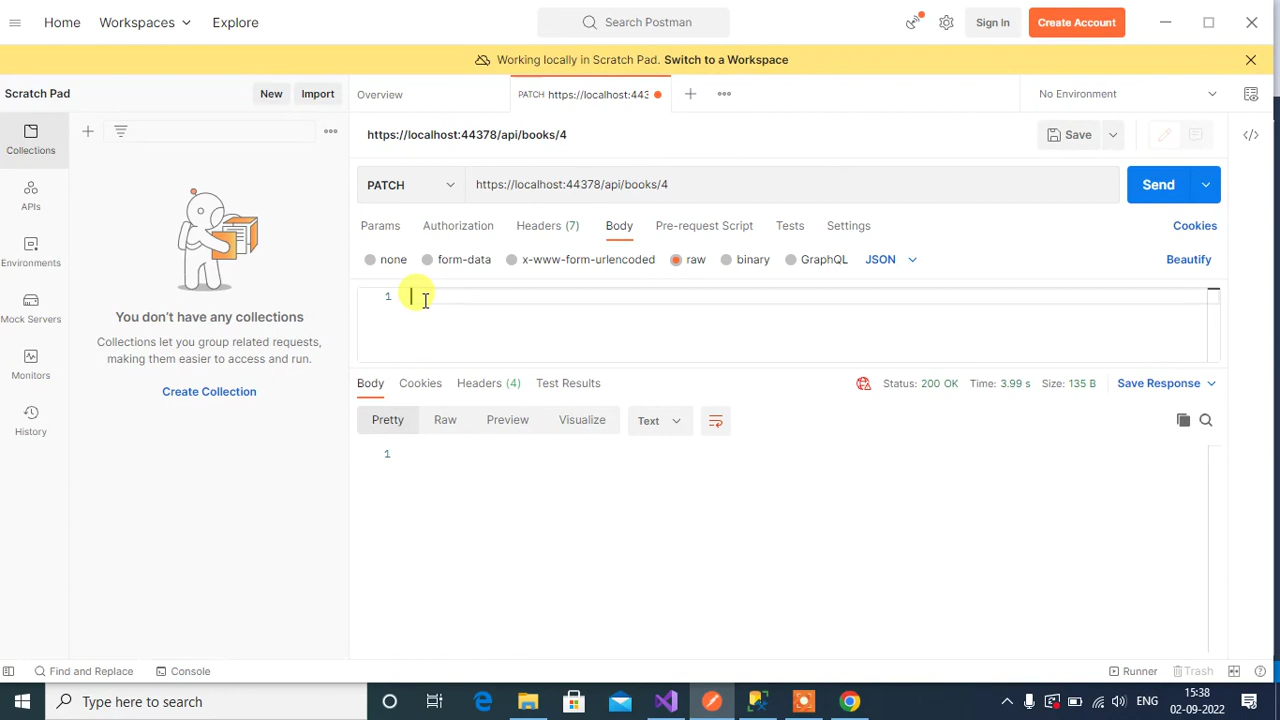 Home
Workspaces
Explore
Search Postman
Sign In
Create Account
Working locally in Scratch Pad. Switch to a Workspace
Scratch Pad
New
Import
Overview
PATCH https://localhost:443
No Environment
Collections
https://localhost:44378/api/books/4
Save
PATCH
https://localhost:44378/api/books/4
Send
APIs
Params
Authorization
Headers (7)
Body
Pre-request Script
Tests
Settings
Cookies
Environments
none
form-data
x-www-form-urlencoded
raw
binary
GraphQL
JSON
Beautify
1
Mock Servers
You don't have any collections
Collections let you group related requests,
making them easier to access and run.
Create Collection
Monitors
Body
Cookies
Headers (4)
Test Results
Status: 200 OK
Time: 3.99 s
Size: 135 B
Save Response
History
Pretty
Raw
Preview
Visualize
Text
1
Find and Replace
Console
Runner
Trash
Type here to search
ENG
15:38
02-09-2022